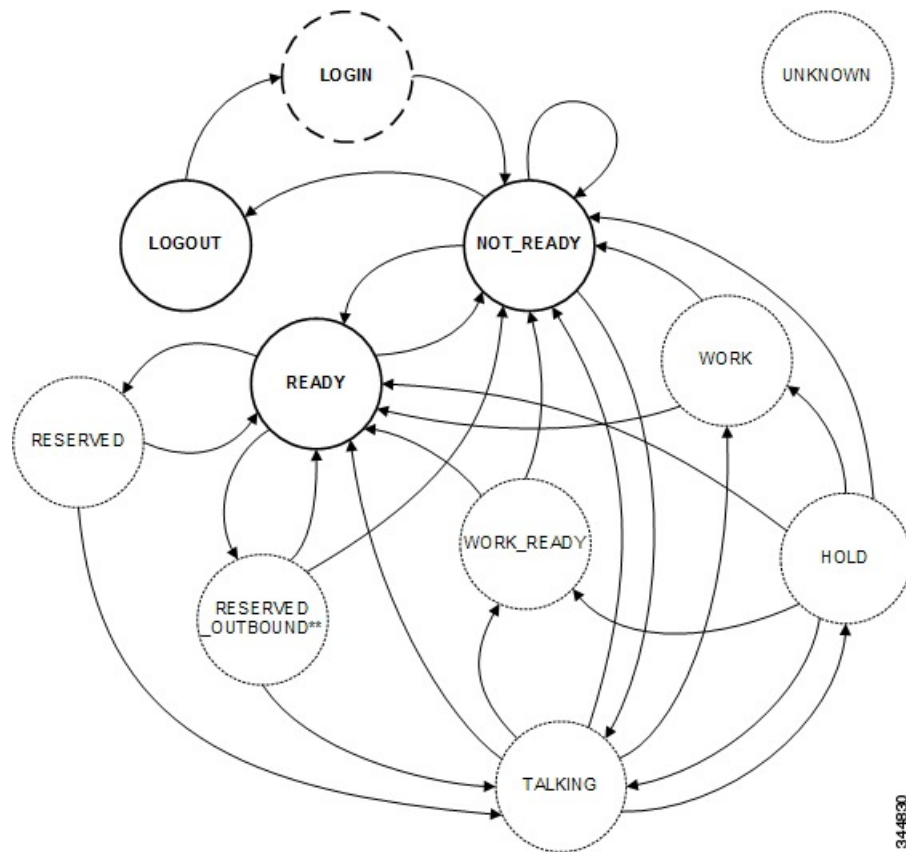 LOGIN
UNKNOWN
LOGOUT
NOT_READY
READY
WORK
RESERVED
WORK_READY
HOLD
RESERVED
_OUTBOUND**
TALKING
344830